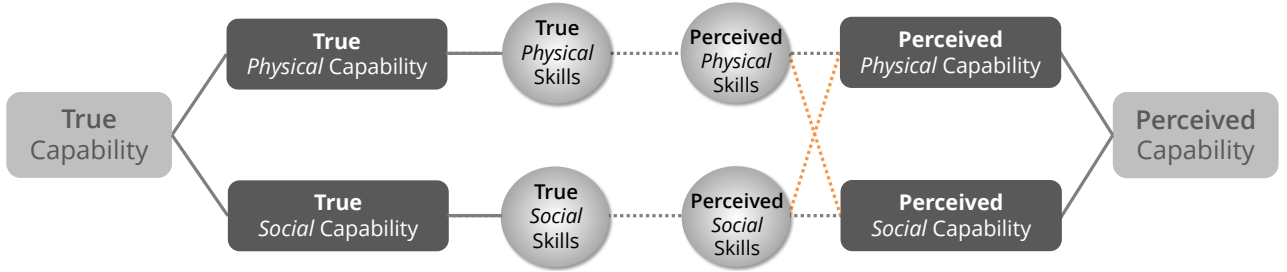 True
Capability
True
Physical Capability
True
Physical
Skills
Perceived
Physical
Skills
Perceived
Physical Capability
True
Social Capability
True
Social
Skills
Perceived
Social
Skills
Perceived
Social Capability
Perceived
Capability